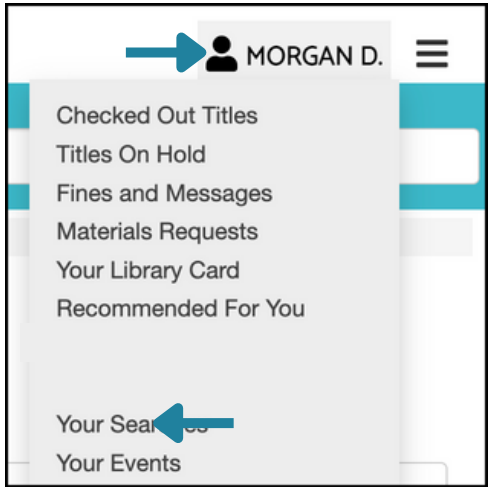 MORGAN D.
Checked Out Titles
Titles On Hold
Fines and Messages
Materials Requests
Your Library Card
Recommended For You
Your Searches
Your Events